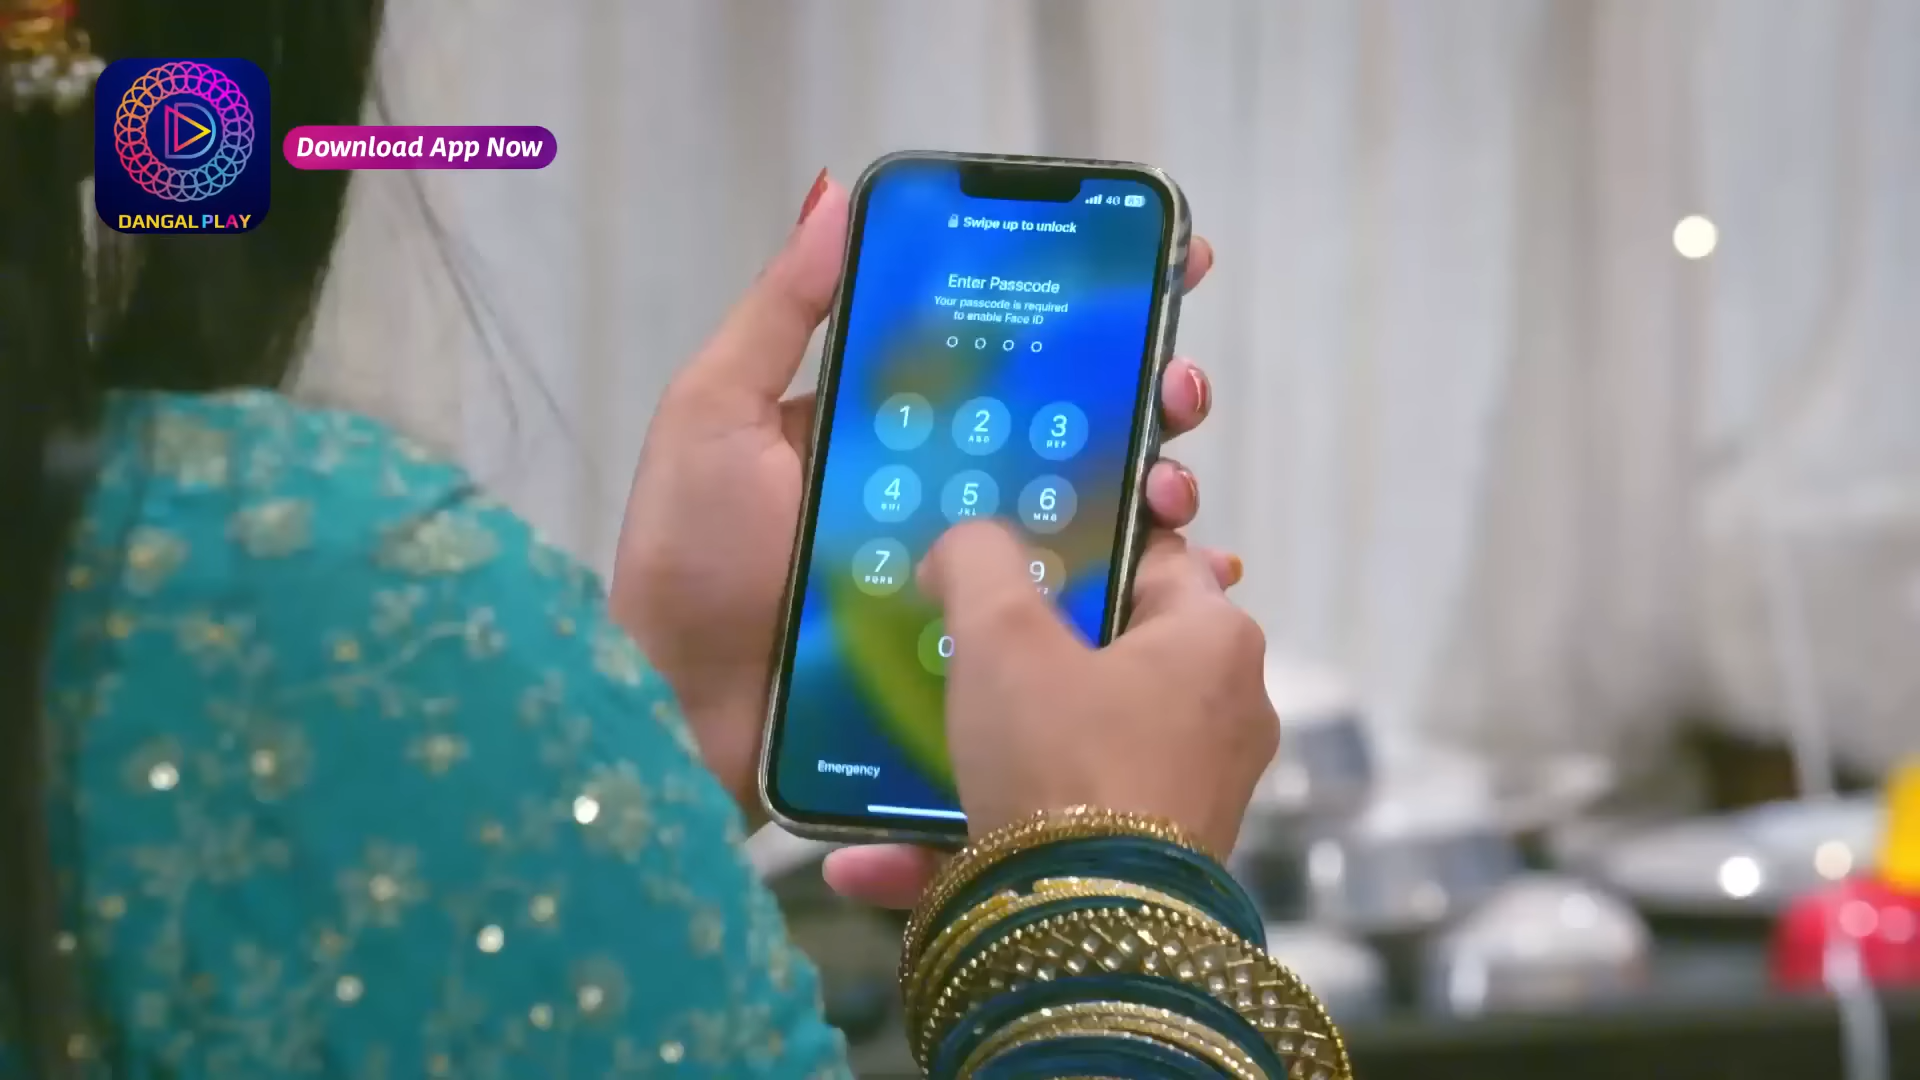 DANGAL PLAY
Download App Now
4G
Swipe up to unlock
Enter Passcode
Your passcode is required
to enable Face ID
1
2
ABC
3
DEF
4
GHI
5
JKL
6
MNO
7
PQRS
9
0
Emergency